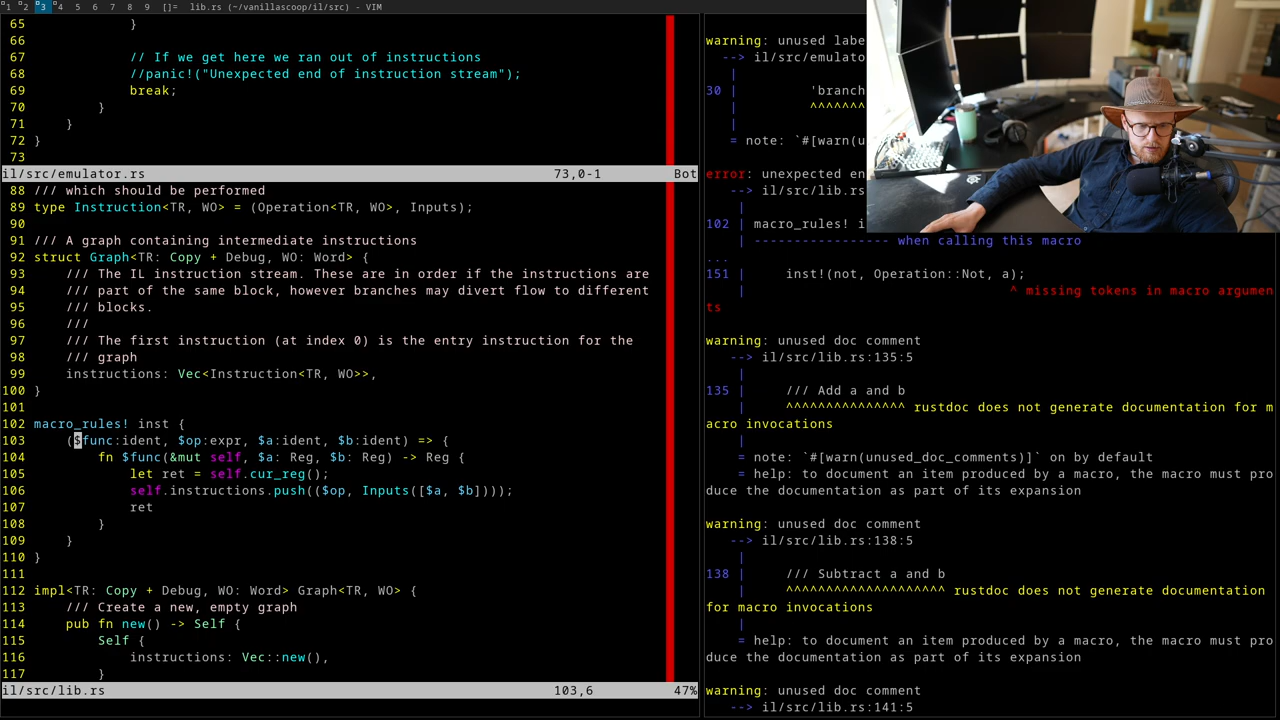 1 2 3 4 5 6 7 8 9 []= lib.rs (~/vanillascoop/il/src) - VIM
65 }
66
67 // If we get here we ran out of instructions
68 //panic!("Unexpected end of instruction stream");
69 break;
70 }
71 }
72 }
73
il/src/emulator.rs 73,0-1 Bot
88 /// which should be performed
89 type Instruction<TR, WO> = (Operation<TR, WO>, Inputs);
90
91 /// A graph containing intermediate instructions
92 struct Graph<TR: Copy + Debug, WO: Word> {
93 /// The IL instruction stream. These are in order if the instructions are
94 /// part of the same block, however branches may divert flow to different
95 /// blocks.
96 ///
97 /// The first instruction (at index 0) is the entry instruction for the
98 /// graph
99 instructions: Vec<Instruction<TR, WO>>,
100 }
101
102 macro_rules! inst {
103 ($func:ident, $op:expr, $a:ident, $b:ident) => {
104 fn $func(&mut self, $a: Reg, $b: Reg) -> Reg {
105 let ret = self.cur_reg();
106 self.instructions.push(($op, Inputs([$a, $b])));
107 ret
108 }
109 }
110 }
111
112 impl<TR: Copy + Debug, WO: Word> Graph<TR, WO> {
113 /// Create a new, empty graph
114 pub fn new() -> Self {
115 Self {
116 instructions: Vec::new(),
117 }
il/src/lib.rs 103,6 47%
warning: unused labe
--> il/src/emulato
|
30 | 'branch
| ^^^^^^^
|
= note: `#[warn(u
error: unexpected en
--> il/src/lib.rs
|
102 | macro_rules! i
| ----------------- when calling this macro
...
151 | inst!(not, Operation::Not, a);
| ^ missing tokens in macro argumen
ts
warning: unused doc comment
--> il/src/lib.rs:135:5
|
135 | /// Add a and b
| ^^^^^^^^^^^^^^^ rustdoc does not generate documentation for m
acro invocations
|
= note: `#[warn(unused_doc_comments)]` on by default
= help: to document an item produced by a macro, the macro must pro
duce the documentation as part of its expansion
warning: unused doc comment
--> il/src/lib.rs:138:5
|
138 | /// Subtract a and b
| ^^^^^^^^^^^^^^^^^^^^ rustdoc does not generate documentation
for macro invocations
|
= help: to document an item produced by a macro, the macro must pro
duce the documentation as part of its expansion
warning: unused doc comment
--> il/src/lib.rs:141:5